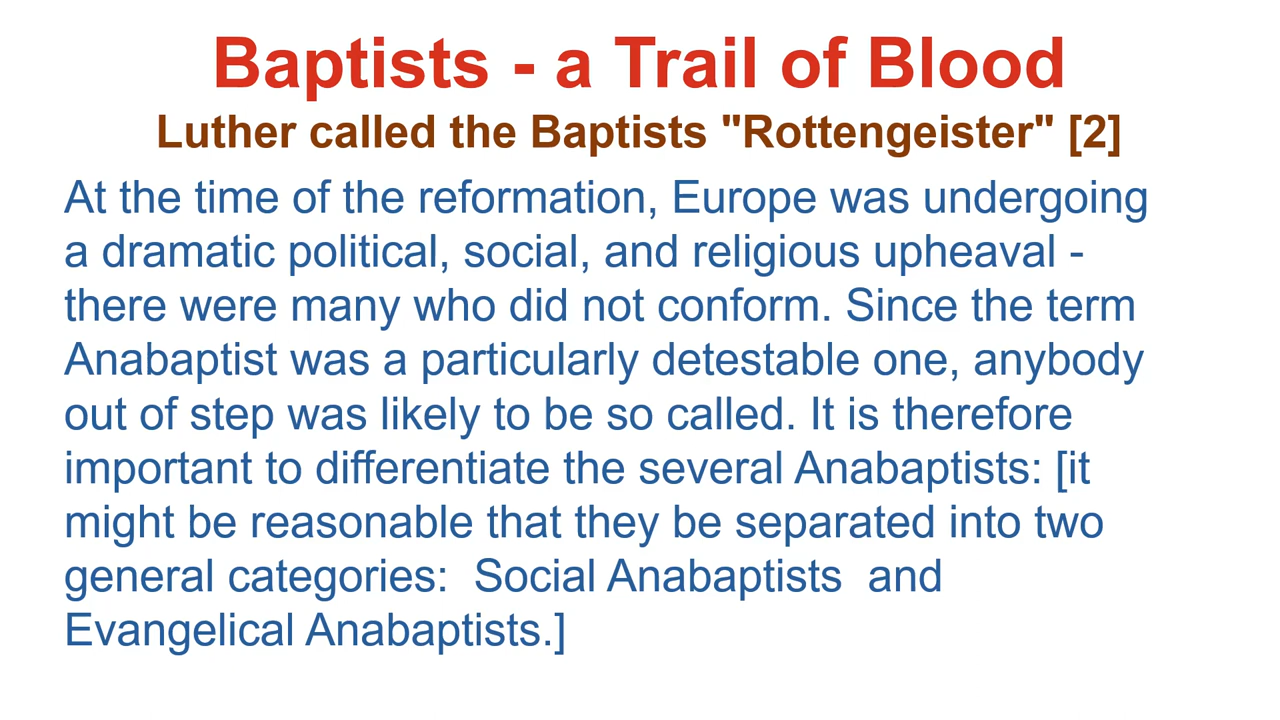 Baptists - a Trail of Blood
Luther called the Baptists "Rottengeister" [2]
At the time of the reformation, Europe was undergoing
a dramatic political, social, and religious upheaval -
there were many who did not conform. Since the term
Anabaptist was a particularly detestable one, anybody
out of step was likely to be so called. It is therefore
important to differentiate the several Anabaptists: [it
might be reasonable that they be separated into two
general categories:  Social Anabaptists  and
Evangelical Anabaptists.]